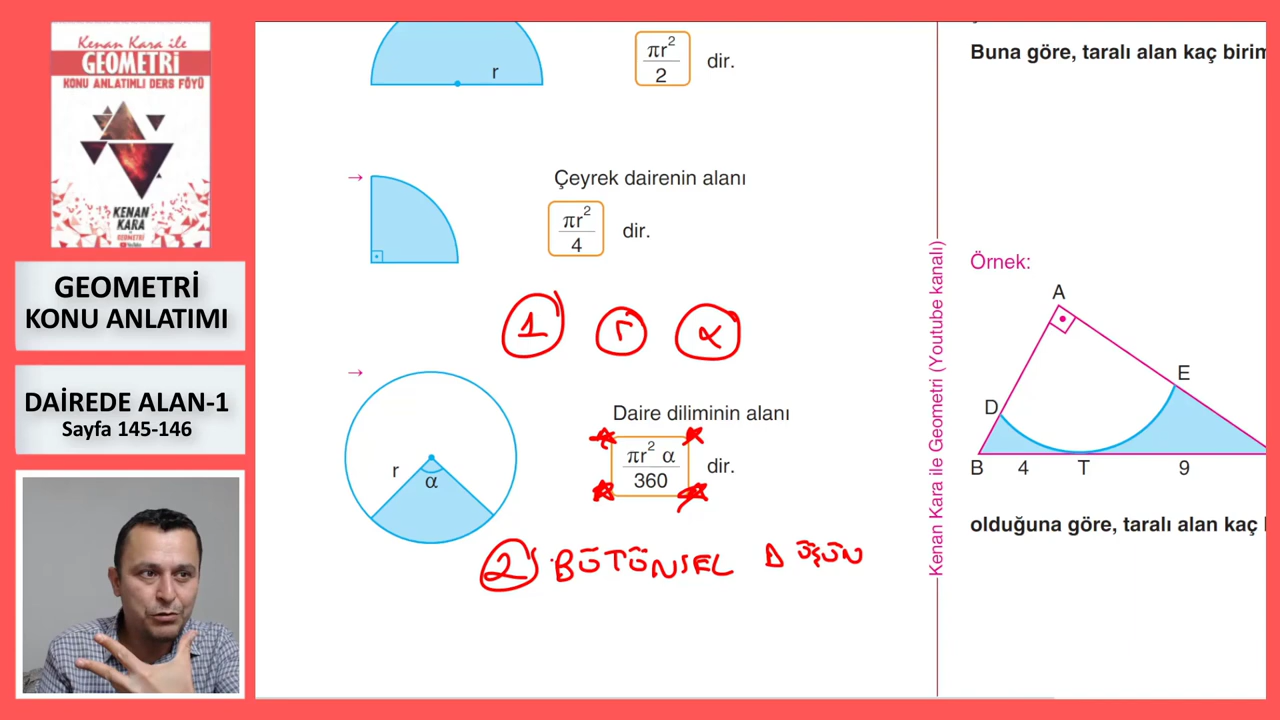 Kenan Kara ile
GEOMETRİ
KONU ANLATIMLI DERS FÖYÜ
KENAN
KARA
GEOMETRİ
YouTube
GEOMETRİ
KONU ANLATIMI
DAİREDE ALAN-1
Sayfa 145-146
r
πr²
2
dir.
Çeyrek dairenin alanı
πr²
4
dir.
1 r α
Daire diliminin alanı
πr² α
360
dir.
r
α
2 BÜTÜNSEL DÜŞÜN
Kenan Kara ile Geometri (Youtube kanalı)
Buna göre, taralı alan kaç birim
Örnek:
A
E
D
B 4 T 9
olduğuna göre, taralı alan kaç